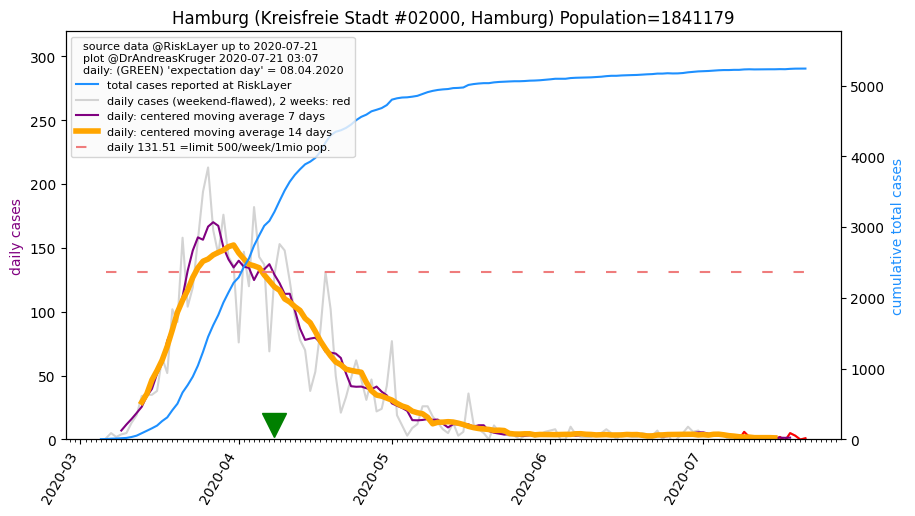 Hamburg (Kreisfreie Stadt #02000, Hamburg) Population=1841179
source data @RiskLayer up to 2020-07-21
plot @DrAndreasKruger 2020-07-21 03:07
daily: (GREEN) 'expectation day' = 08.04.2020
total cases reported at RiskLayer
daily cases (weekend-flawed), 2 weeks: red
daily: centered moving average 7 days
daily: centered moving average 14 days
daily 131.51 =limit 500/week/1mio pop.
daily cases
300
250
200
150
100
50
0
cumulative total cases
5000
4000
3000
2000
1000
0
2020-03
2020-04
2020-05
2020-06
2020-07